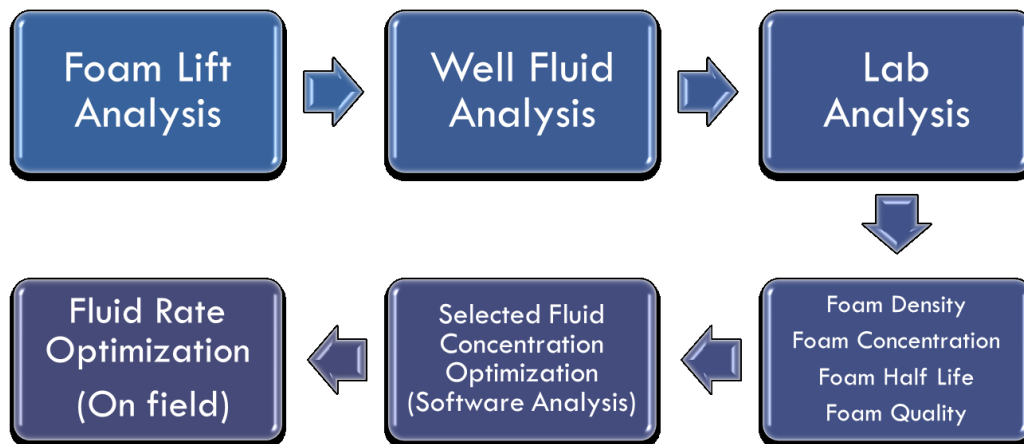 Foam Lift
Analysis
Well Fluid
Analysis
Lab
Analysis
Foam Density
Foam Concentration
Foam Half Life
Foam Quality
Selected Fluid
Concentration
Optimization
(Software Analysis)
Fluid Rate
Optimization
(On field)